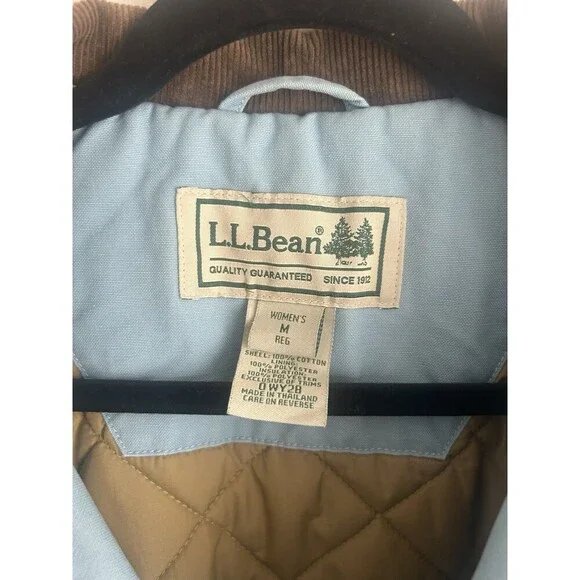 L.L.Bean®
QUALITY GUARANTEED SINCE 1912
WOMEN'S
M
REG
SHELL: 100% COTTON
LINING:
100% POLYESTER
INSULATION:
100% POLYESTER
EXCLUSIVE OF TRIMS
0WY28
MADE IN THAILAND
CARE ON REVERSE